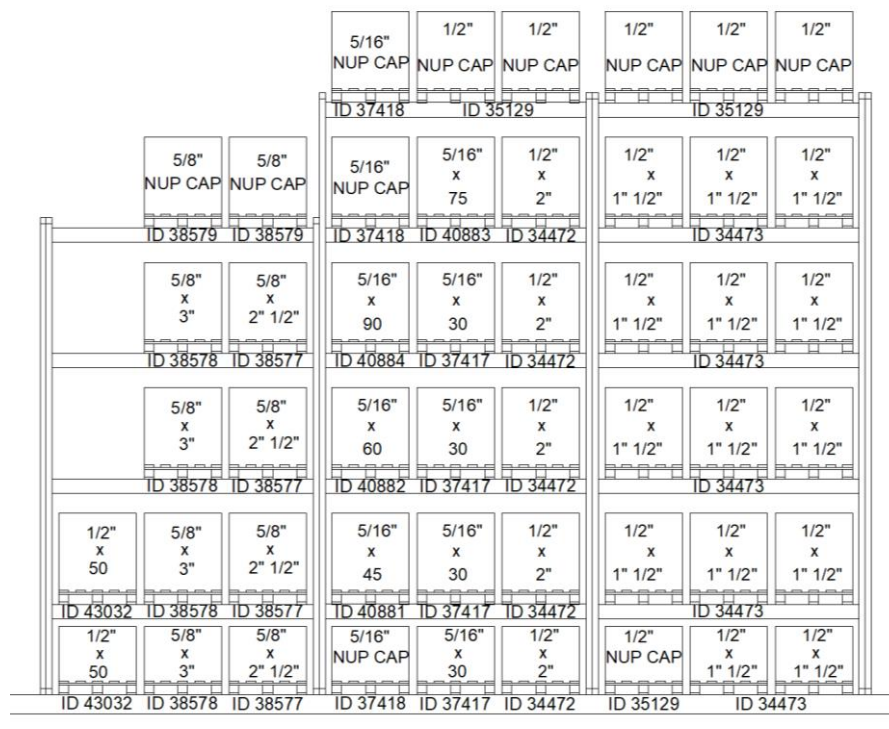 5/16" 1/2" 1/2" 1/2" 1/2" 1/2"
NUP CAP NUP CAP NUP CAP NUP CAP NUP CAP NUP CAP
ID 37418 ID 35129 ID 35129
5/8" 5/8" 5/16" 5/16" 1/2" 1/2" 1/2" 1/2"
x x x x x
NUP CAP NUP CAP NUP CAP 75 2" 1" 1/2" 1" 1/2" 1" 1/2"
ID 38579 ID 38579 ID 37418 ID 40883 ID 34472 ID 34473
5/8" 5/8" 5/16" 5/16" 1/2" 1/2" 1/2" 1/2"
x x x x x x x x
3" 2" 1/2" 90 30 2" 1" 1/2" 1" 1/2" 1" 1/2"
ID 38578 ID 38577 ID 40884 ID 37417 ID 34472 ID 34473
5/8" 5/8" 5/16" 5/16" 1/2" 1/2" 1/2" 1/2"
x x x x x x x x
3" 2" 1/2" 60 30 2" 1" 1/2" 1" 1/2" 1" 1/2"
ID 38578 ID 38577 ID 40882 ID 37417 ID 34472 ID 34473
1/2" 5/8" 5/8" 5/16" 5/16" 1/2" 1/2" 1/2" 1/2"
x x x x x x x x x
50 3" 2" 1/2" 45 30 2" 1" 1/2" 1" 1/2" 1" 1/2"
ID 43032 ID 38578 ID 38577 ID 40881 ID 37417 ID 34472 ID 34473
1/2" 5/8" 5/8" 5/16" 5/16" 1/2" 1/2" 1/2" 1/2"
x x x NUP CAP x x NUP CAP x x
50 3" 2" 1/2" 30 2" 1" 1/2" 1" 1/2"
ID 43032 ID 38578 ID 38577 ID 37418 ID 37417 ID 34472 ID 35129 ID 34473